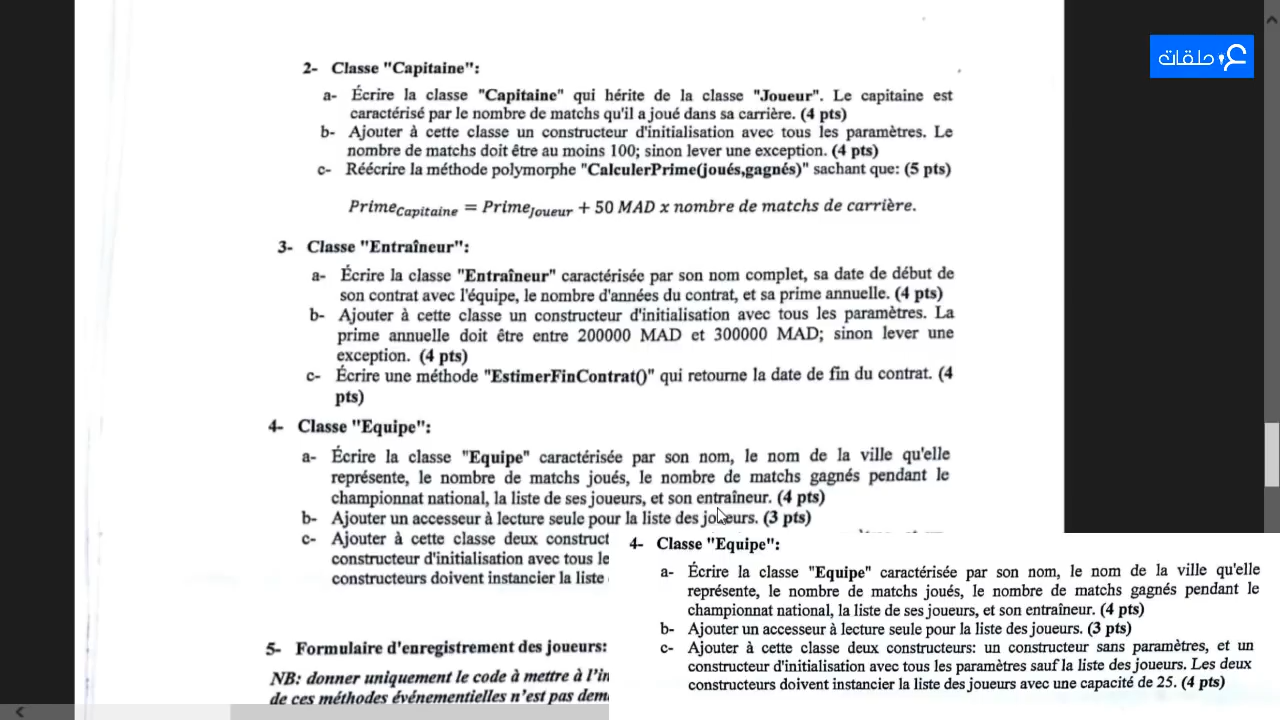 حلقات
2- Classe "Capitaine":
a- Écrire la classe "Capitaine" qui hérite de la classe "Joueur". Le capitaine est
caractérisé par le nombre de matchs qu'il a joué dans sa carrière. (4 pts)
b- Ajouter à cette classe un constructeur d'initialisation avec tous les paramètres. Le
nombre de matchs doit être au moins 100; sinon lever une exception. (4 pts)
c- Réécrire la méthode polymorphe "CalculerPrime(joués,gagnés)" sachant que: (5 pts)
Prime_Capitaine = Prime_Joueur + 50 MAD x nombre de matchs de carrière.
3- Classe "Entraîneur":
a- Écrire la classe "Entraîneur" caractérisée par son nom complet, sa date de début de
son contrat avec l'équipe, le nombre d'années du contrat, et sa prime annuelle. (4 pts)
b- Ajouter à cette classe un constructeur d'initialisation avec tous les paramètres. La
prime annuelle doit être entre 200000 MAD et 300000 MAD; sinon lever une
exception. (4 pts)
c- Écrire une méthode "EstimerFinContrat()" qui retourne la date de fin du contrat. (4
pts)
4- Classe "Equipe":
a- Écrire la classe "Equipe" caractérisée par son nom, le nom de la ville qu'elle
représente, le nombre de matchs joués, le nombre de matchs gagnés pendant le
championnat national, la liste de ses joueurs, et son entraîneur. (4 pts)
b- Ajouter un accesseur à lecture seule pour la liste des joueurs. (3 pts)
c- Ajouter à cette classe deux construct
constructeur d'initialisation avec tous le
constructeurs doivent instancier la liste
5- Formulaire d'enregistrement des joueurs:
NB: donner uniquement le code à mettre à l'in
de ces méthodes événementielles n'est pas dem
4- Classe "Equipe":
a- Écrire la classe "Equipe" caractérisée par son nom, le nom de la ville qu'elle
représente, le nombre de matchs joués, le nombre de matchs gagnés pendant le
championnat national, la liste de ses joueurs, et son entraîneur. (4 pts)
b- Ajouter un accesseur à lecture seule pour la liste des joueurs. (3 pts)
c- Ajouter à cette classe deux constructeurs: un constructeur sans paramètres, et un
constructeur d'initialisation avec tous les paramètres sauf la liste des joueurs. Les deux
constructeurs doivent instancier la liste des joueurs avec une capacité de 25. (4 pts)